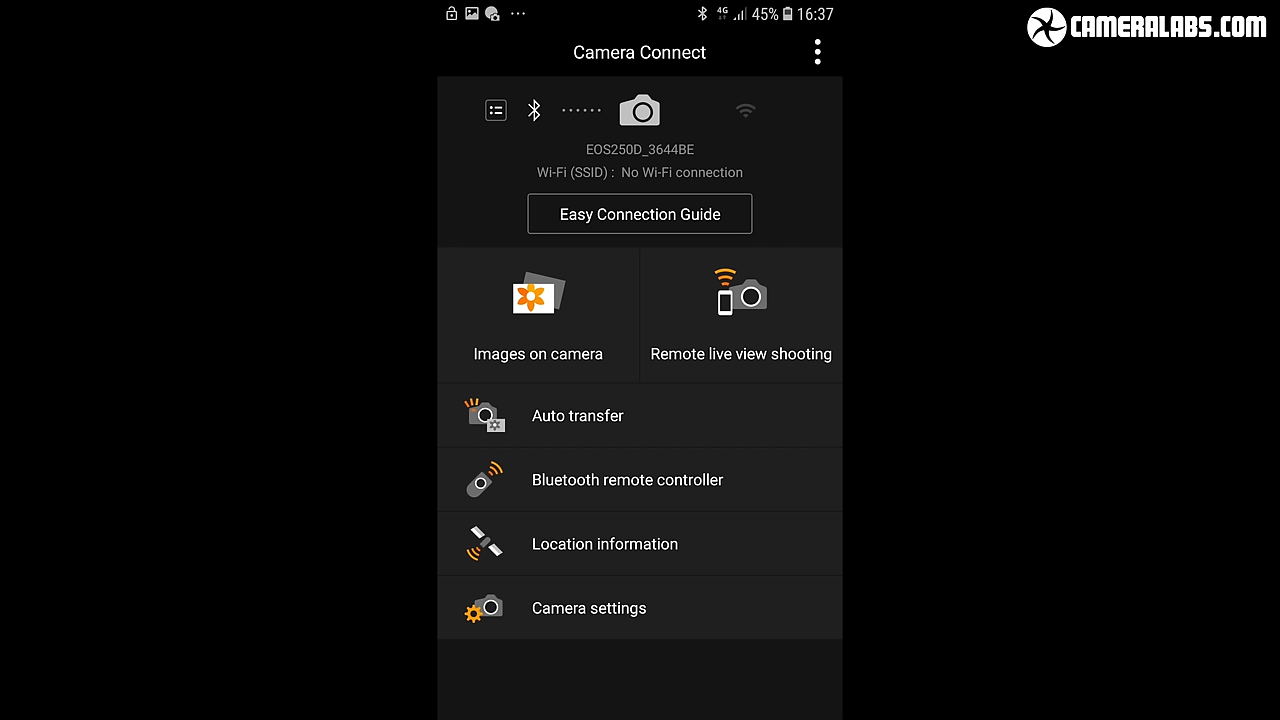 4G 45% 16:37
CAMERALABS.COM
Camera Connect
EOS250D_3644BE
Wi-Fi (SSID) : No Wi-Fi connection
Easy Connection Guide
Images on camera
Remote live view shooting
Auto transfer
Bluetooth remote controller
Location information
Camera settings